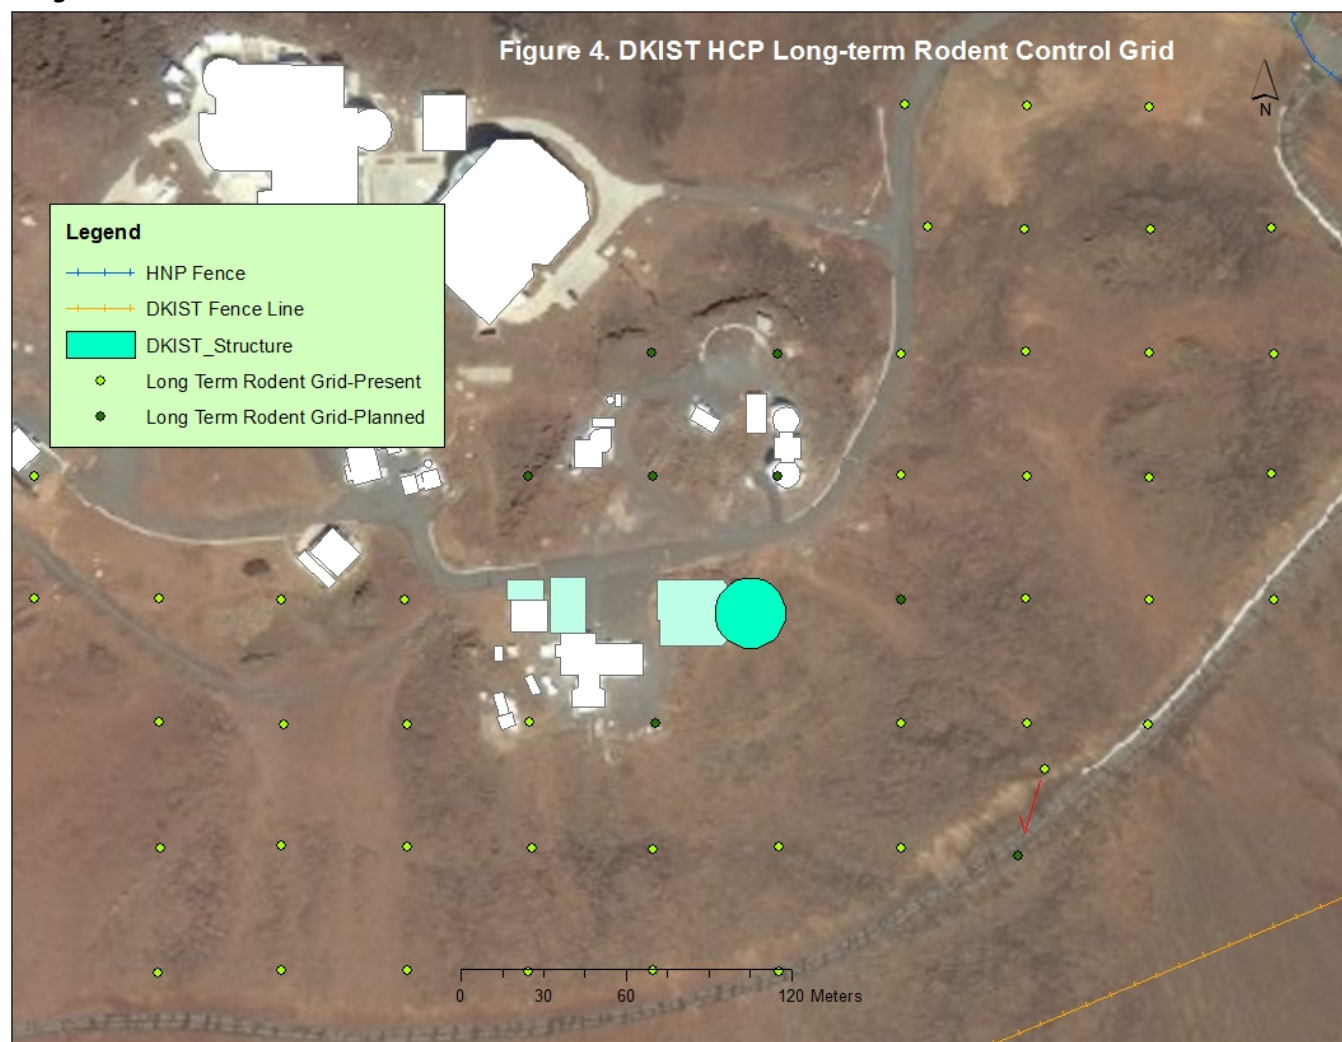 Figure 4. DKIST HCP Long-term Rodent Control Grid
N
Legend
HNP Fence
DKIST Fence Line
DKIST_Structure
Long Term Rodent Grid-Present
Long Term Rodent Grid-Planned
0 30 60 120 Meters